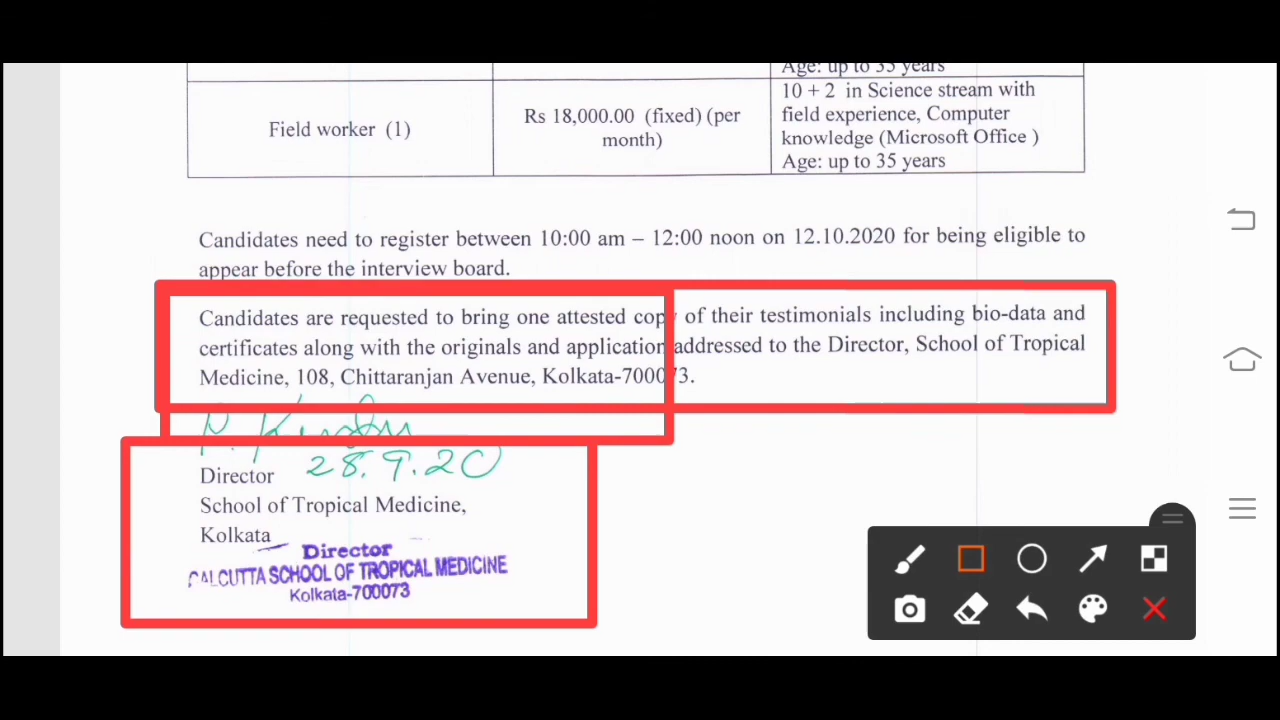 Age: up to 35 years
Field worker (1)
Rs 18,000.00 (fixed) (per
month)
10 + 2 in Science stream with
field experience, Computer
knowledge (Microsoft Office )
Age: up to 35 years
Candidates need to register between 10:00 am – 12:00 noon on 12.10.2020 for being eligible to
appear before the interview board.
Candidates are requested to bring one attested copy of their testimonials including bio-data and
certificates along with the originals and application addressed to the Director, School of Tropical
Medicine, 108, Chittaranjan Avenue, Kolkata-700073.
28.9.20
Director
School of Tropical Medicine,
Kolkata
Director
CALCUTTA SCHOOL OF TROPICAL MEDICINE
Kolkata-700073